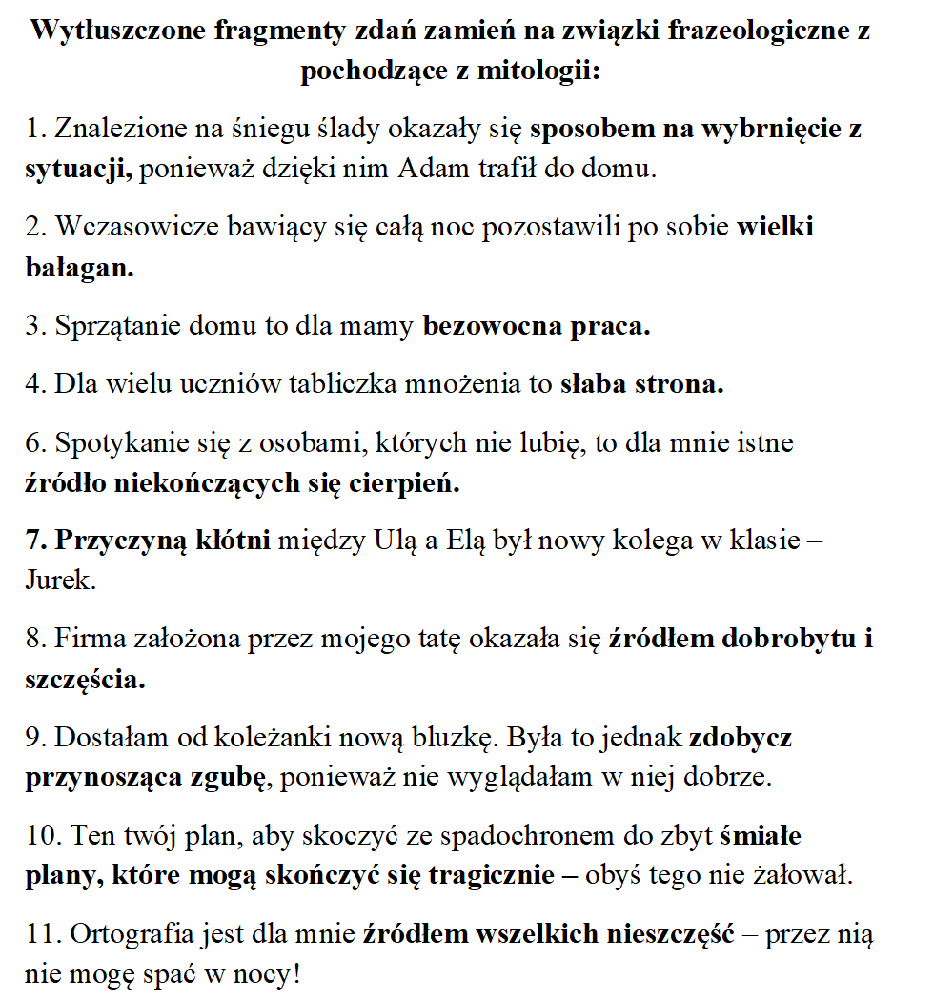 Wytłuszczone fragmenty zdań zamień na związki frazeologiczne z
pochodzące z mitologii:
1. Znalezione na śniegu ślady okazały się sposobem na wybrnięcie z
sytuacji, ponieważ dzięki nim Adam trafił do domu.
2. Wczasowicze bawiący się całą noc pozostawili po sobie wielki
bałagan.
3. Sprzątanie domu to dla mamy bezowocna praca.
4. Dla wielu uczniów tabliczka mnożenia to słaba strona.
6. Spotykanie się z osobami, których nie lubię, to dla mnie istne
źródło niekończących się cierpień.
7. Przyczyną kłótni między Ulą a Elą był nowy kolega w klasie –
Jurek.
8. Firma założona przez mojego tatę okazała się źródłem dobrobytu i
szczęścia.
9. Dostałam od koleżanki nową bluzkę. Była to jednak zdobycz
przynosząca zgubę, ponieważ nie wyglądałam w niej dobrze.
10. Ten twój plan, aby skoczyć ze spadochronem do zbyt śmiałe
plany, które mogą skończyć się tragicznie – obyś tego nie żałował.
11. Ortografia jest dla mnie źródłem wszelkich nieszczęść – przez nią
nie mogę spać w nocy!